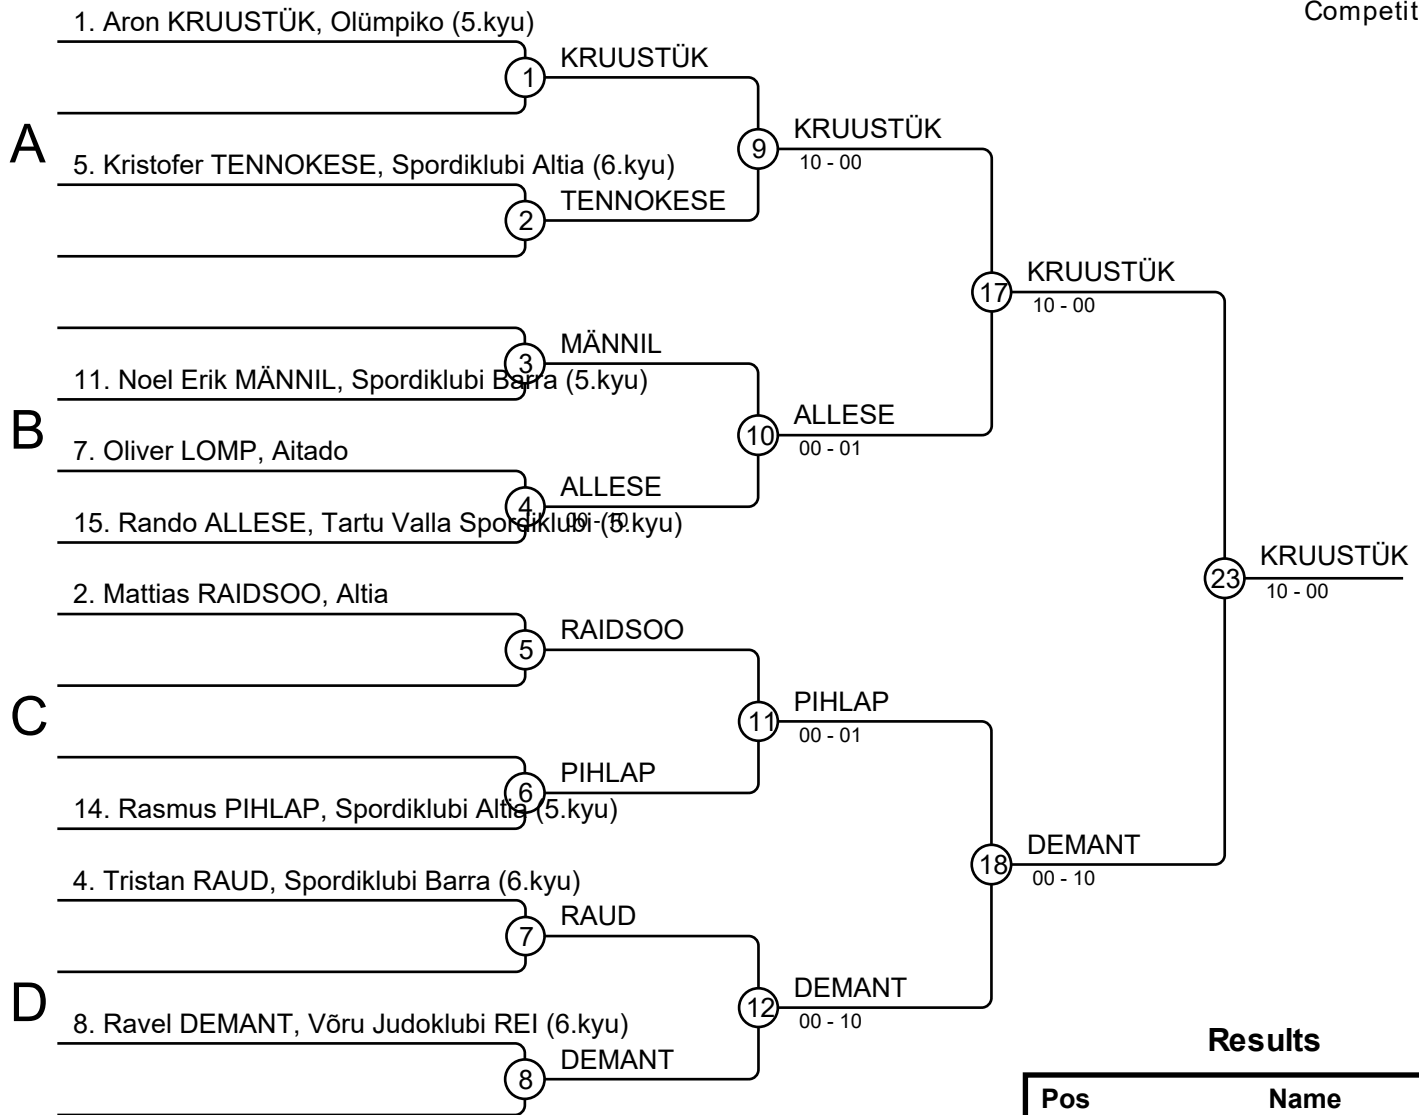 Competit
1. Aron KRUUSTÜK, Olümpiko (5.kyu)
1
KRUUSTÜK
A
9
KRUUSTÜK
10 - 00
5. Kristofer TENNOKESE, Spordiklubi Altia (6.kyu)
2
TENNOKESE
17
KRUUSTÜK
10 - 00
3
MÄNNIL
11. Noel Erik MÄNNIL, Spordiklubi Barra (5.kyu)
B
10
ALLESE
00 - 01
7. Oliver LOMP, Aitado
4
ALLESE
00 - 10
15. Rando ALLESE, Tartu Valla Spordiklubi (5.kyu)
23
KRUUSTÜK
10 - 00
2. Mattias RAIDSOO, Altia
5
RAIDSOO
C
11
PIHLAP
00 - 01
6
PIHLAP
14. Rasmus PIHLAP, Spordiklubi Altia (5.kyu)
18
DEMANT
00 - 10
4. Tristan RAUD, Spordiklubi Barra (6.kyu)
7
RAUD
D
12
DEMANT
00 - 10
8. Ravel DEMANT, Võru Judoklubi REI (6.kyu)
8
DEMANT
Results
Pos Name